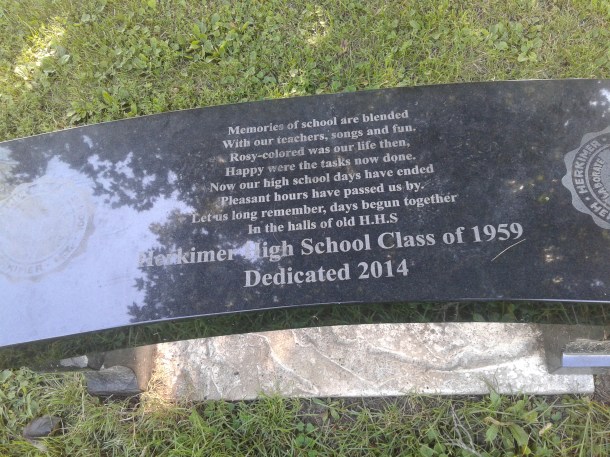 Memories of school are blended
With our teachers, songs and fun.
Rosy-colored was our life then,
Happy were the tasks now done.
Now our high school days have ended
Pleasant hours have passed us by.
Let us long remember, days begun together
In the halls of old H.H.S
Herkimer High School Class of 1959
Dedicated 2014
HERKIMER